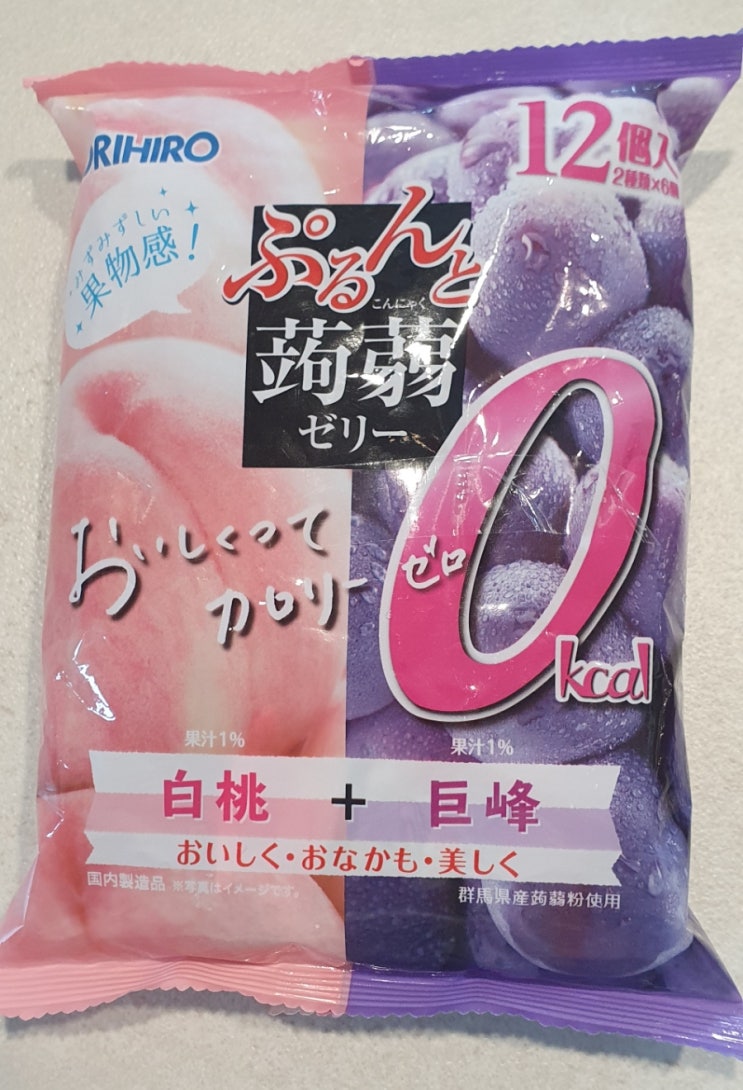 ORIHIRO
12個入
2種類×6個
みずみずしい
果物感!
ぷるんと
こんにゃく
蒟蒻
ゼリー
おいしくって
カロリー ゼロ
0kcal
果汁1% 果汁1%
白桃 + 巨峰
おいしく・おなかも・美しく
国内製造品 ※写真はイメージです。
群馬県産蒟蒻粉使用